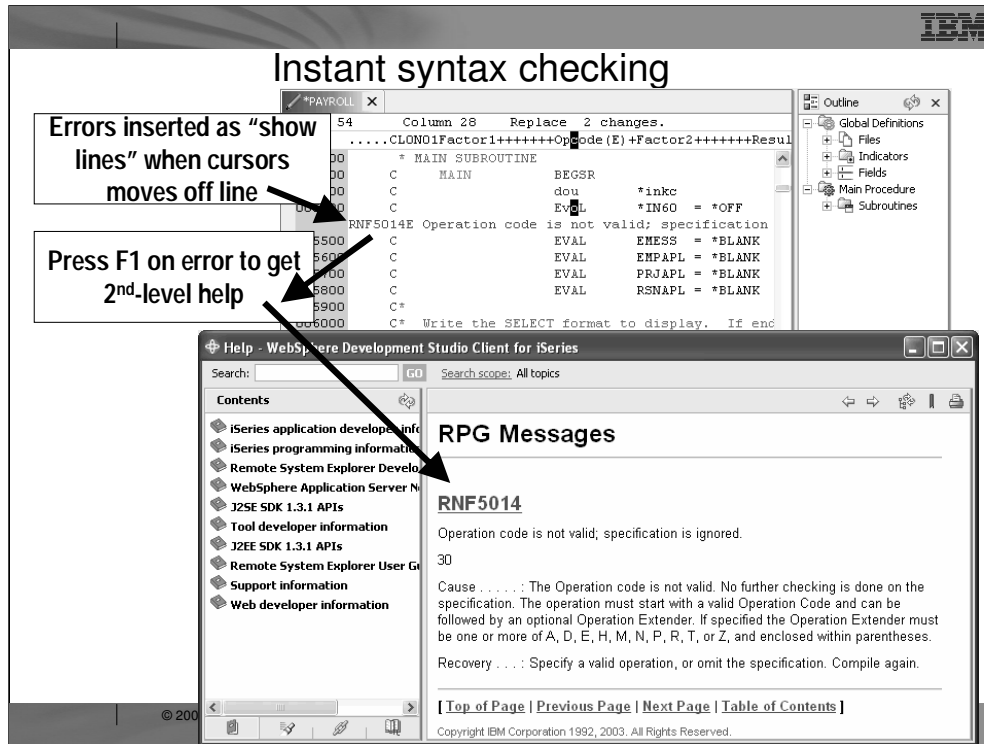 IBM
Instant syntax checking
*PAYROLL X
54 Column 28 Replace 2 changes.
.....CLON01Factor1+++++++Opcode(E)+Factor2+++++++Resul
00 * MAIN SUBROUTINE
00 C MAIN BEGSR
00 C dou *inkc
00 C EvoL *IN60 = *OFF
RNF5014E Operation code is not valid; specification
5500 C EVAL EMESS = *BLANK
5600 C EVAL EMPAPL = *BLANK
5700 C EVAL PRJAPL = *BLANK
5800 C EVAL RSNAPL = *BLANK
5900 C*
006000 C* Write the SELECT format to display. If end
Outline
Global Definitions
Files
Indicators
Fields
Main Procedure
Subroutines
Errors inserted as “show
lines” when cursors
moves off line
Press F1 on error to get
2nd-level help
Help - WebSphere Development Studio Client for iSeries
Search: GO Search scope: All topics
Contents
iSeries application developer info
iSeries programming information
Remote System Explorer Develo
WebSphere Application Server N
J2SE SDK 1.3.1 APIs
Tool developer information
J2EE SDK 1.3.1 APIs
Remote System Explorer User G
Support information
Web developer information
RPG Messages
RNF5014
Operation code is not valid; specification is ignored.
30
Cause . . . . . : The Operation code is not valid. No further checking is done on the
specification. The operation must start with a valid Operation Code and can be
followed by an optional Operation Extender. If specified the Operation Extender must
be one or more of A, D, E, H, M, N, P, R, T, or Z, and enclosed within parentheses.
Recovery . . . : Specify a valid operation, or omit the specification. Compile again.
[ Top of Page | Previous Page | Next Page | Table of Contents ]
Copyright IBM Corporation 1992, 2003. All Rights Reserved.
© 200